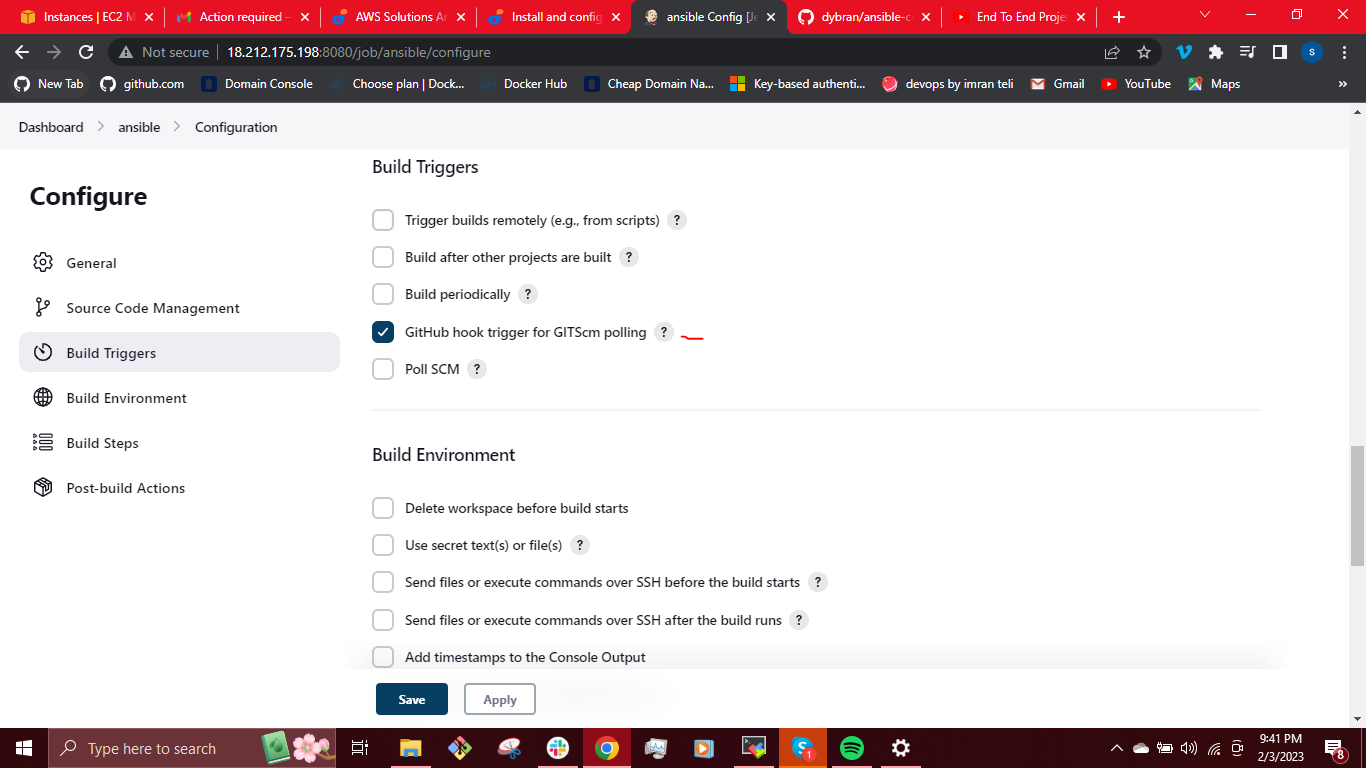 Instances | EC2 M
Action required –
AWS Solutions Ar
Install and config
ansible Config [Je
dybran/ansible-c
End To End Proje
Not secure
18.212.175.198:8080/job/ansible/configure
S
New Tab
github.com
Domain Console
Choose plan | Dock...
Docker Hub
Cheap Domain Na...
Key-based authenti...
devops by imran teli
Gmail
YouTube
Maps
»
Dashboard
ansible
Configuration
Configure
General
Source Code Management
Build Triggers
Build Environment
Build Steps
Post-build Actions
Build Triggers
Trigger builds remotely (e.g., from scripts) ?
Build after other projects are built ?
Build periodically ?
GitHub hook trigger for GITScm polling ?
Poll SCM ?
Build Environment
Delete workspace before build starts
Use secret text(s) or file(s) ?
Send files or execute commands over SSH before the build starts ?
Send files or execute commands over SSH after the build runs ?
Add timestamps to the Console Output
Save
Apply
Type here to search
1
9:41 PM
2/3/2023
8